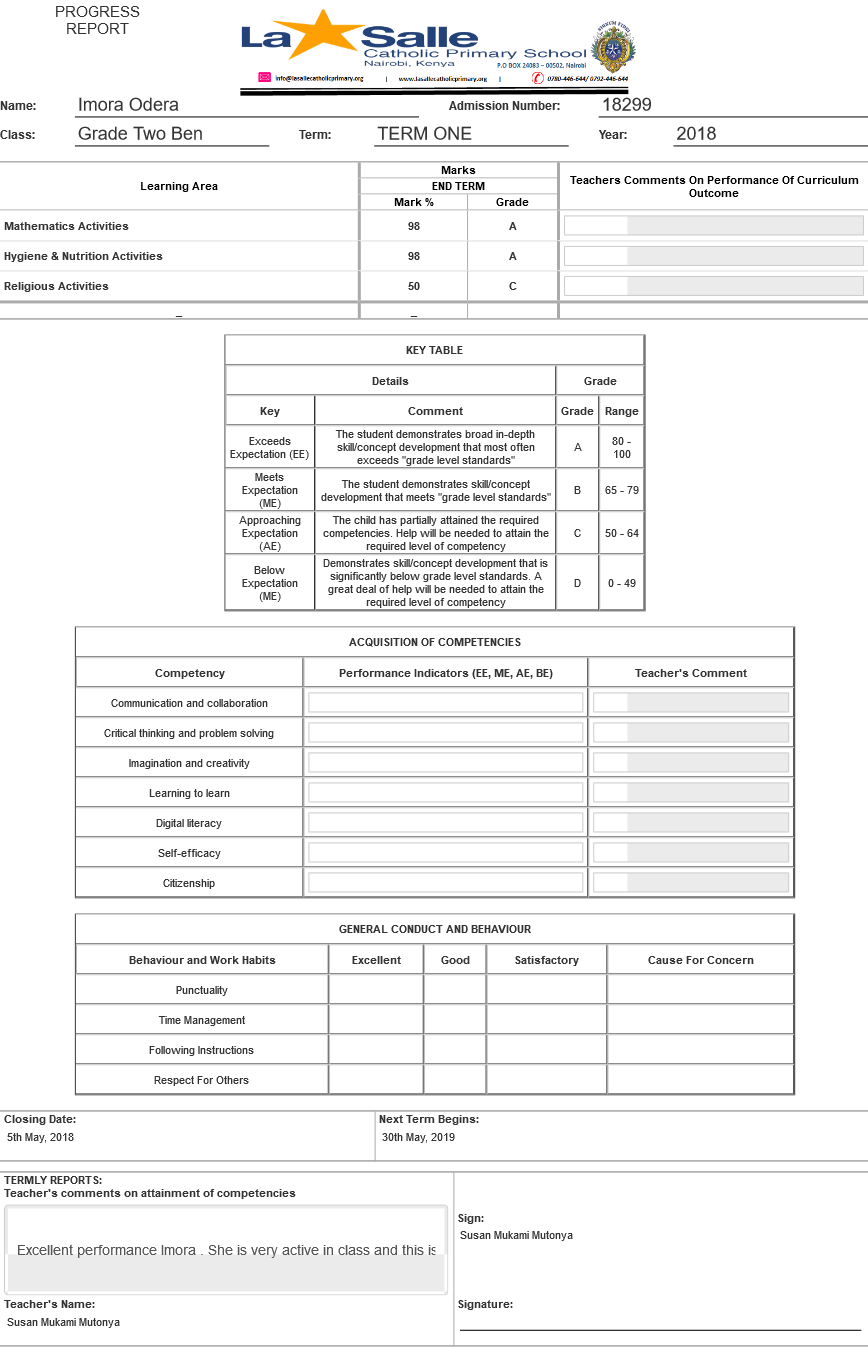 PROGRESS
REPORT
La Salle
Catholic Primary School
Nairobi, Kenya
P.O BOX 24083 – 00502, Nairobi
info@lasallecatholicprimary.org | www.lasallecatholicprimary.org | 0780-446-644/ 0792-446-644
Name: Imora Odera Admission Number: 18299
Class: Grade Two Ben Term: TERM ONE Year: 2018
Learning Area Marks Teachers Comments On Performance Of Curriculum Outcome
END TERM
Mark % Grade
Mathematics Activities 98 A
Hygiene & Nutrition Activities 98 A
Religious Activities 50 C
_ _
KEY TABLE
Details Grade
Key Comment Grade Range
Exceeds Expectation (EE) The student demonstrates broad in-depth skill/concept development that most often exceeds "grade level standards" A 80 - 100
Meets Expectation (ME) The student demonstrates skill/concept development that meets "grade level standards" B 65 - 79
Approaching Expectation (AE) The child has partially attained the required competencies. Help will be needed to attain the required level of competency C 50 - 64
Below Expectation (ME) Demonstrates skill/concept development that is significantly below grade level standards. A great deal of help will be needed to attain the required level of competency D 0 - 49
ACQUISITION OF COMPETENCIES
Competency Performance Indicators (EE, ME, AE, BE) Teacher's Comment
Communication and collaboration
Critical thinking and problem solving
Imagination and creativity
Learning to learn
Digital literacy
Self-efficacy
Citizenship
GENERAL CONDUCT AND BEHAVIOUR
Behaviour and Work Habits Excellent Good Satisfactory Cause For Concern
Punctuality
Time Management
Following Instructions
Respect For Others
Closing Date: Next Term Begins:
5th May, 2018 30th May, 2019
TERMLY REPORTS:
Teacher's comments on attainment of competencies
Excellent performance Imora . She is very active in class and this is
Sign:
Susan Mukami Mutonya
Teacher's Name: Signature:
Susan Mukami Mutonya